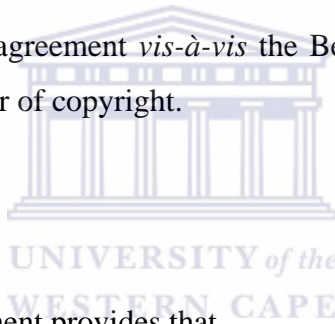 agreement vis-à-vis the Be
r of copyright.
UNIVERSITY of the
WESTERN CAPE
ment provides that